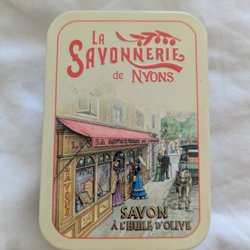 LA
SAVONNERIE
de NYONS
SAVON
À L'HUILE D'OLIVE